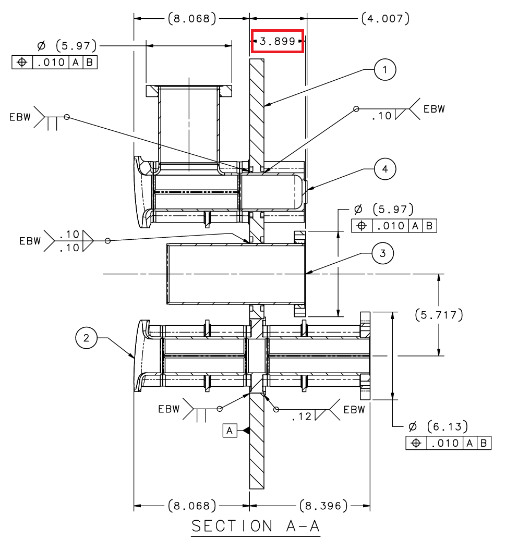 (8.068)
(4.007)
3.899
Ø (5.97)
⌖ .010 A B
1
EBW
EBW
.10
4
Ø (5.97)
⌖ .010 A B
EBW
.10
.10
3
(5.717)
2
EBW
.12
EBW
A
Ø (6.13)
⌖ .010 A B
(8.068)
(8.396)
SECTION A-A